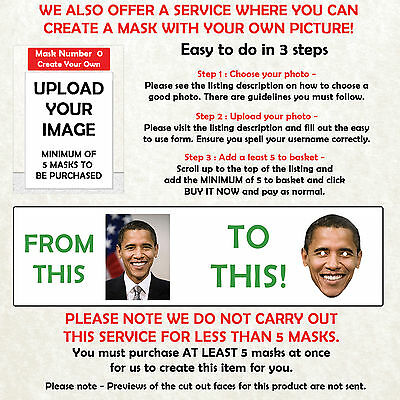 WE ALSO OFFER A SERVICE WHERE YOU CAN
CREATE A MASK WITH YOUR OWN PICTURE!
Mask Number 0
Create Your Own
UPLOAD
YOUR
IMAGE
MINIMUM OF
5 MASKS TO
BE PURCHASED
Easy to do in 3 steps
Step 1 : Choose your photo -
Please see the listing description on how to choose a
good photo. There are guidelines you must follow.
Step 2 : Upload your photo -
Please visit the listing description and fill out the easy
to use form. Ensure you spell your username correctly.
Step 3 : Add a least 5 to basket -
Scroll up to the top of the listing and
add the MINIMUM of 5 to basket and click
BUY IT NOW and pay as normal.
FROM
THIS
TO
THIS!
PLEASE NOTE WE DO NOT CARRY OUT
THIS SERVICE FOR LESS THAN 5 MASKS.
You must purchase AT LEAST 5 masks at once
for us to create this item for you.
Please note - Previews of the cut out faces for this product are not sent.